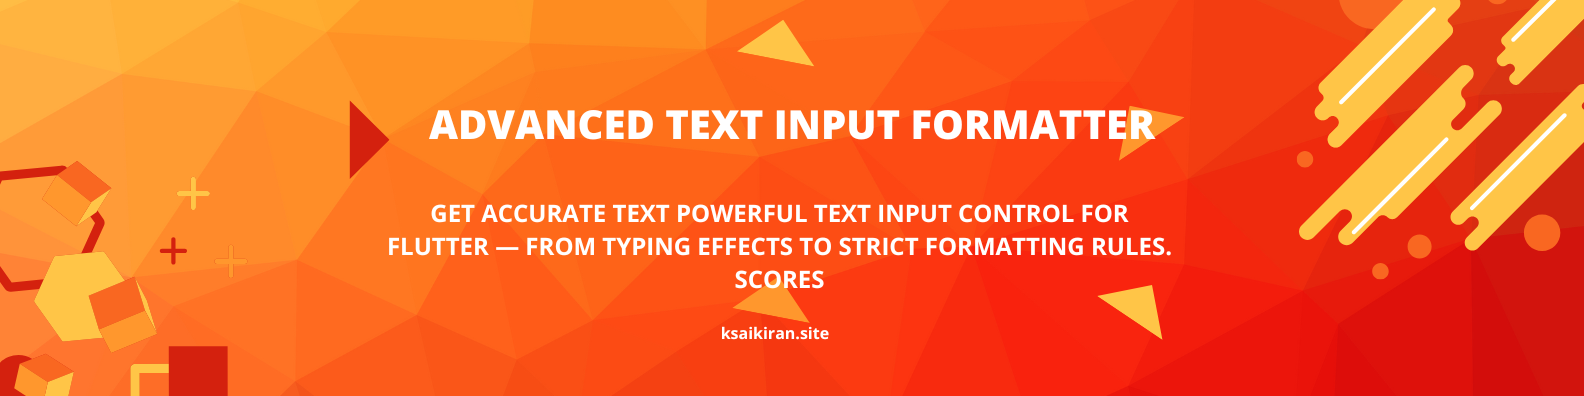 ADVANCED TEXT INPUT FORMATTER
GET ACCURATE TEXT POWERFUL TEXT INPUT CONTROL FOR
FLUTTER — FROM TYPING EFFECTS TO STRICT FORMATTING RULES.
SCORES
ksaikiran.site